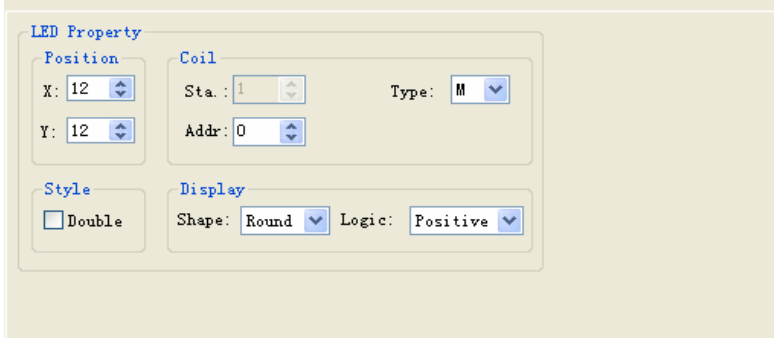 LED Property
Position
X: 12
Y: 12
Coil
Sta.: 1
Type: M
Addr: 0
Style
Double
Display
Shape: Round
Logic: Positive